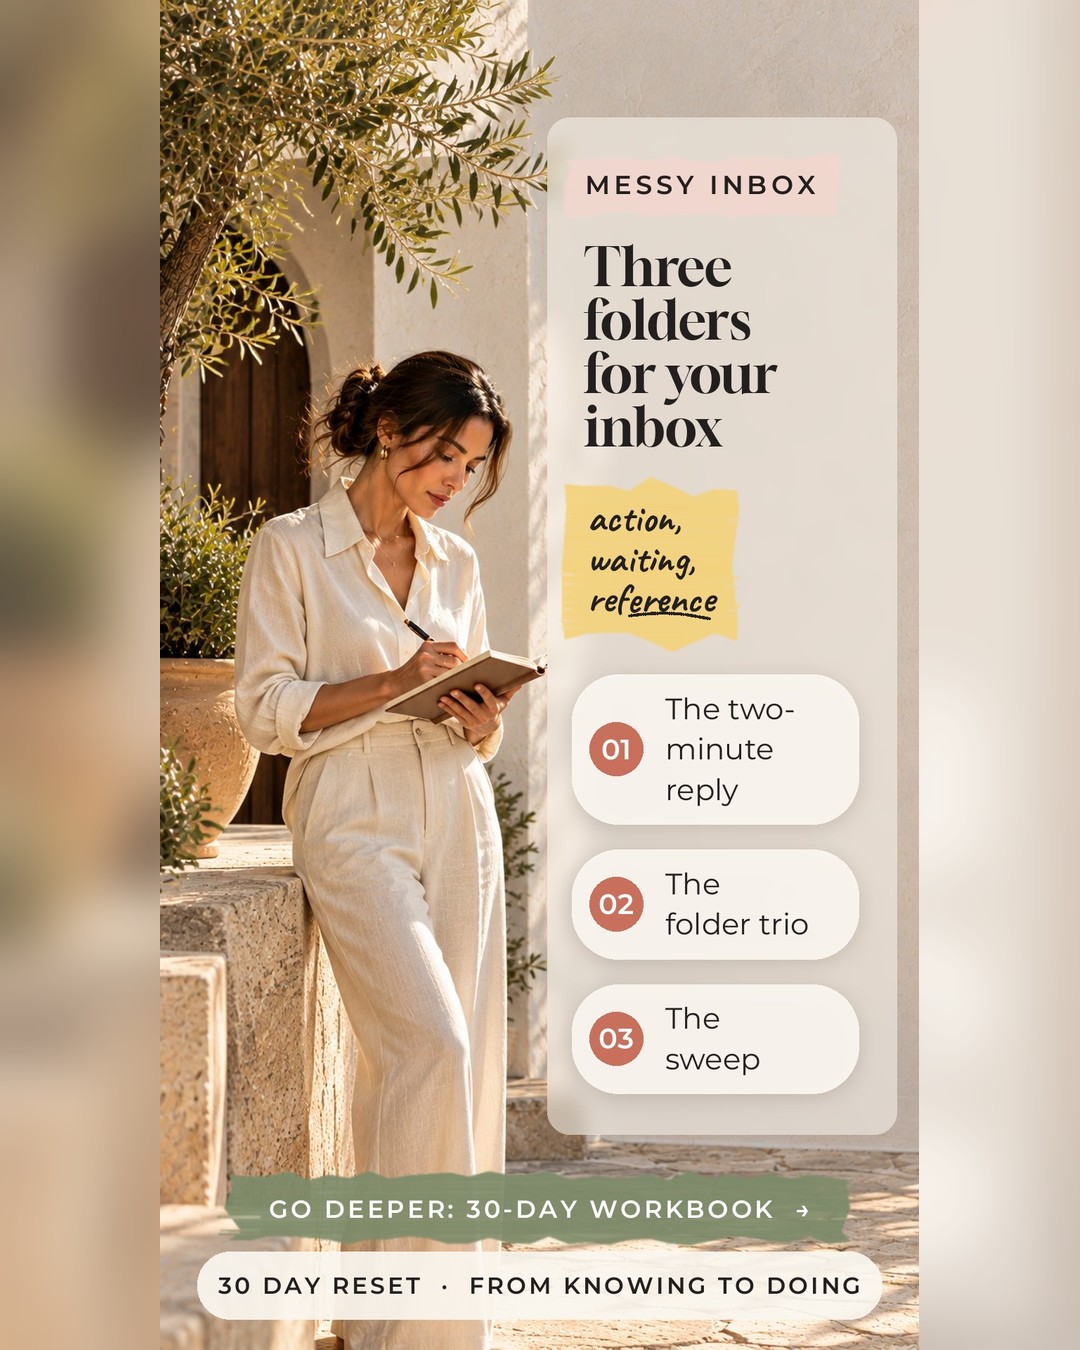 MESSY INBOX
Three
folders
for your
inbox
action,
waiting,
reference
01
The two-
minute
reply
02
The
folder trio
03
The
sweep
GO DEEPER: 30-DAY WORKBOOK →
30 DAY RESET · FROM KNOWING TO DOING